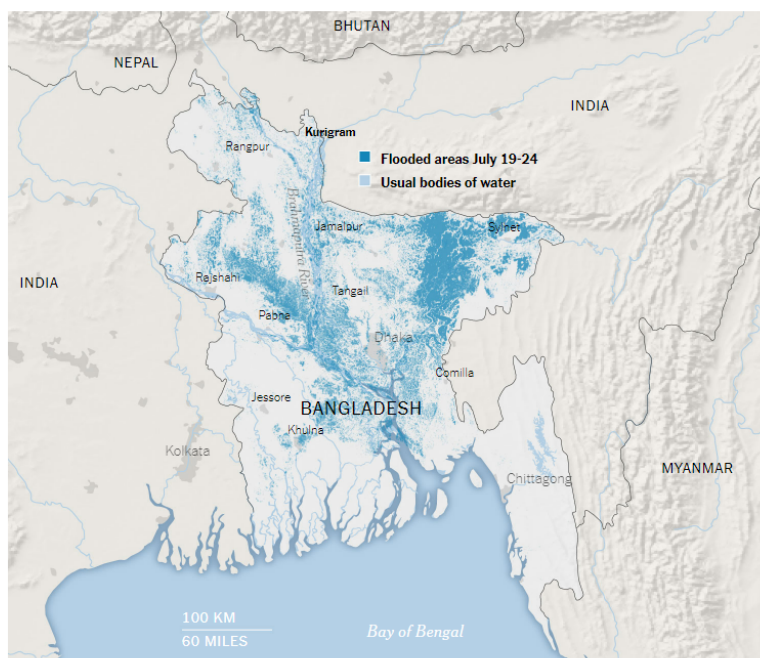 BHUTAN
NEPAL
INDIA
Kurigram
Rangpur
Flooded areas July 19-24
Usual bodies of water
Brahmaputra River
Jamalpur
Sylhet
Rajshahi
INDIA
Tangail
Pabna
Dhaka
Comilla
Jessore
BANGLADESH
Khulna
Kolkata
MYANMAR
Chittagong
100 KM
60 MILES
Bay of Bengal